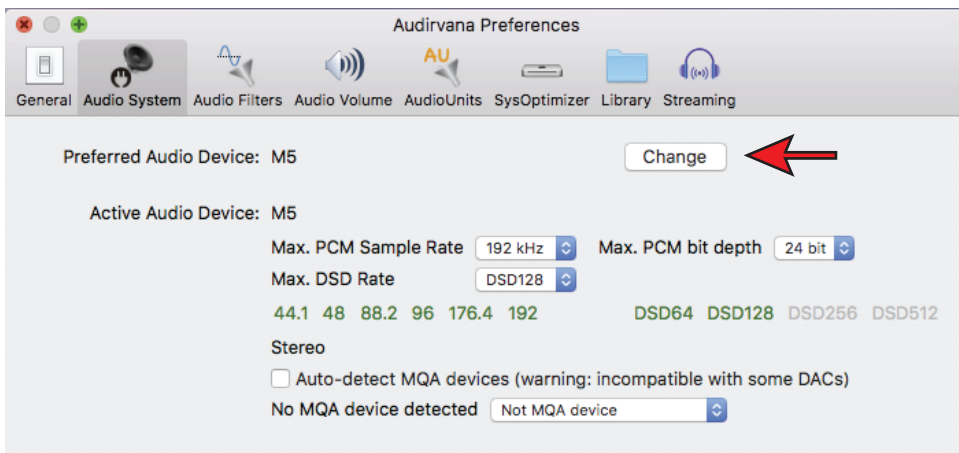 Audirvana Preferences
AU
General Audio System Audio Filters Audio Volume AudioUnits SysOptimizer Library Streaming
Preferred Audio Device: M5 Change
Active Audio Device: M5
Max. PCM Sample Rate 192 kHz Max. PCM bit depth 24 bit
Max. DSD Rate DSD128
44.1 48 88.2 96 176.4 192 DSD64 DSD128 DSD256 DSD512
Stereo
Auto-detect MQA devices (warning: incompatible with some DACs)
No MQA device detected Not MQA device